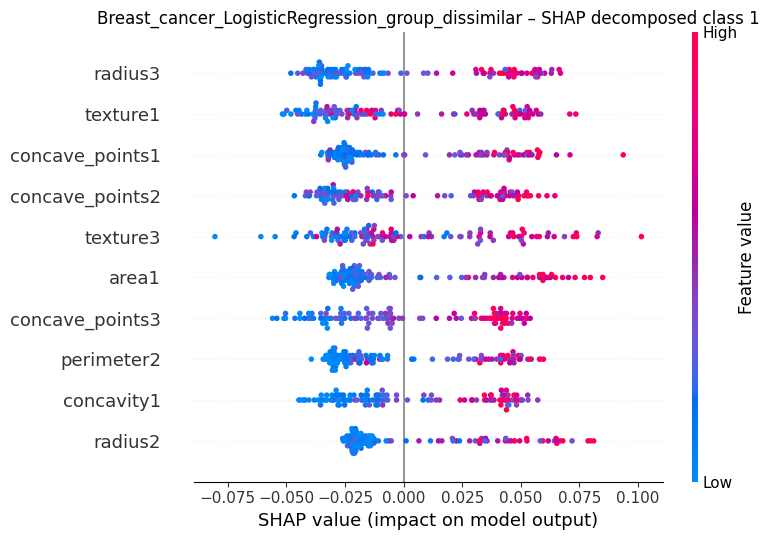 Breast_cancer_LogisticRegression_group_dissimilar – SHAP decomposed class 1
High
radius3
texture1
concave_points1
concave_points2
texture3
area1
concave_points3
perimeter2
concavity1
radius2
Feature value
Low
−0.075 −0.050 −0.025 0.000 0.025 0.050 0.075 0.100
SHAP value (impact on model output)